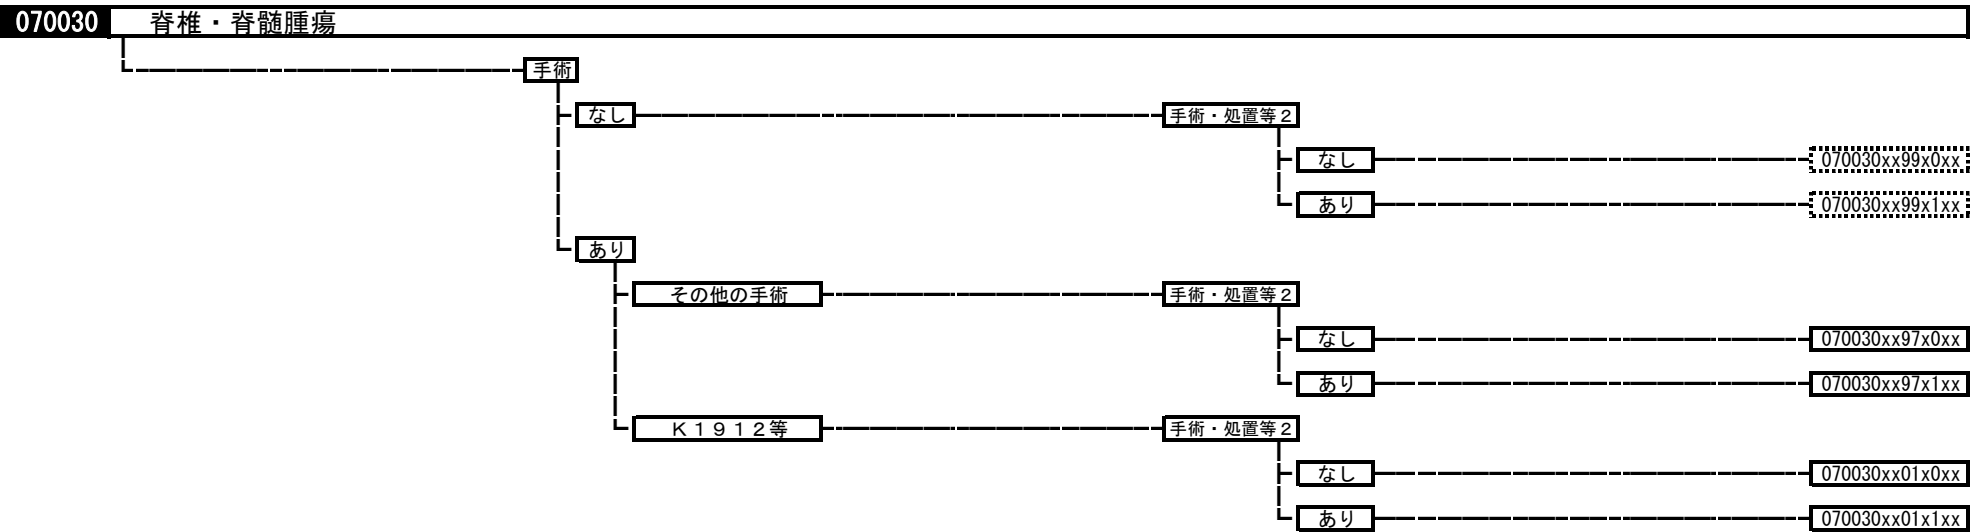 070030 脊椎・脊髄腫瘍
手術
なし 手術・処置等２
なし 070030xx99x0xx
あり 070030xx99x1xx
あり
その他の手術 手術・処置等２
なし 070030xx97x0xx
あり 070030xx97x1xx
Ｋ１９１２等 手術・処置等２
なし 070030xx01x0xx
あり 070030xx01x1xx